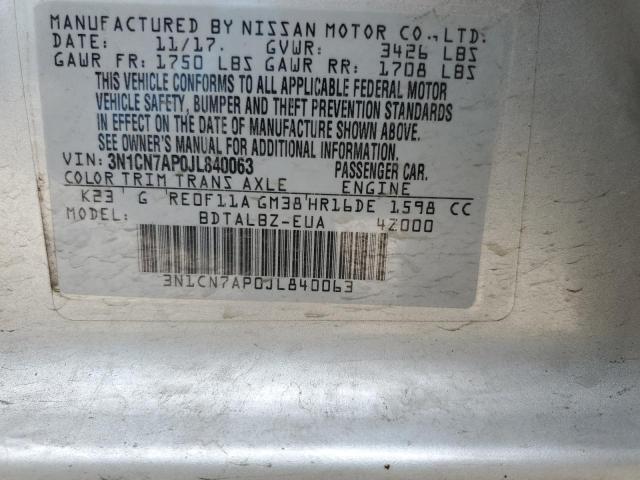 MANUFACTURED BY NISSAN MOTOR CO., LTD.
DATE: 11/17. GVWR: 3426 LBS
GAWR FR: 1750 LBS GAWR RR: 1708 LBS
THIS VEHICLE CONFORMS TO ALL APPLICABLE FEDERAL MOTOR
VEHICLE SAFETY, BUMPER AND THEFT PREVENTION STANDARDS
IN EFFECT ON THE DATE OF MANUFACTURE SHOWN ABOVE.
SEE OWNER'S MANUAL FOR ADDITIONAL INFORMATION.
VIN: 3N1CN7AP0JL840063 PASSENGER CAR.
COLOR TRIM TRANS AXLE ENGINE
K23 G RE0F11A GM38 HR16DE 1598 CC
MODEL: BDTALBZ-EUA 4Z000
3N1CN7AP0JL840063